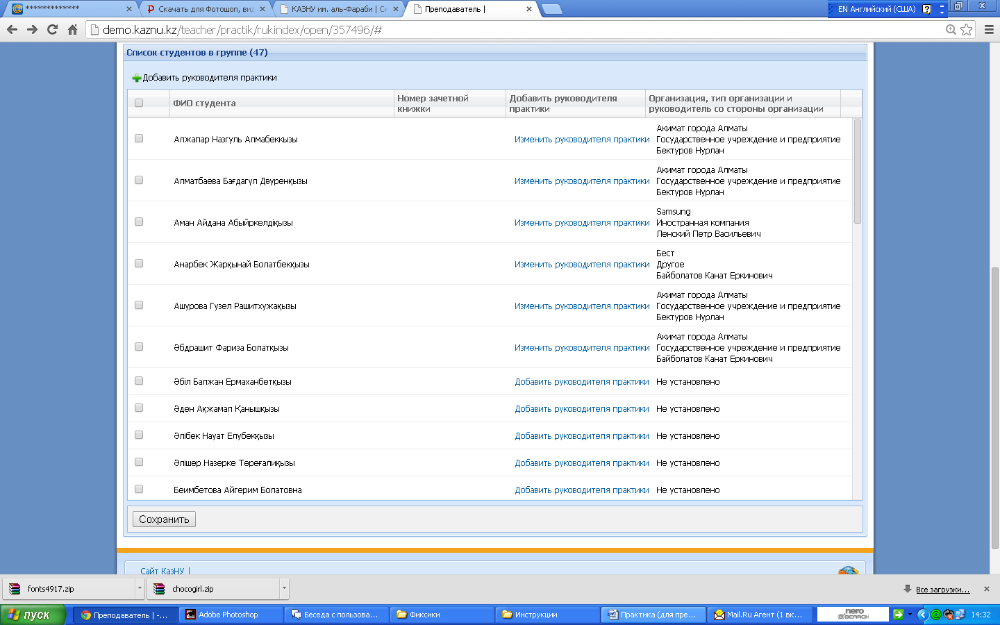 *************
Скачать для Фотошоп, вид
КАЗНУ им. аль-Фараби | Си
Преподаватель |
EN Английский (США)
demo.kaznu.kz/teacher/practik/rukindex/open/357496/#
Список студентов в группе (47)
Добавить руководителя практики
ФИО студента
Номер зачетной книжки
Добавить руководителя практики
Организация, тип организации и руководитель со стороны организации
Алжапар Назгуль Алмабеккызы
Изменить руководителя практики
Акимат города Алматы
Государственное учреждение и предприятие
Бектуров Нурлан
Алматбаева Бағдагүл Дәуренқызы
Изменить руководителя практики
Акимат города Алматы
Государственное учреждение и предприятие
Бектуров Нурлан
Аман Айдана Абыйркелдіқызы
Изменить руководителя практики
Samsung
Иностранная компания
Ленский Петр Васильевич
Анарбек Жарқынай Болатбекқызы
Изменить руководителя практики
Бест
Другое
Байболатов Канат Еркинович
Ашурова Гузел Рашитхужақызы
Изменить руководителя практики
Акимат города Алматы
Государственное учреждение и предприятие
Бектуров Нурлан
Әбдрашит Фариза Болатқызы
Изменить руководителя практики
Акимат города Алматы
Государственное учреждение и предприятие
Байболатов Канат Еркинович
Әбіл Балжан Ермаханбетқызы
Добавить руководителя практики
Не установлено
Әден Ақжамал Қанышқызы
Добавить руководителя практики
Не установлено
Әлібек Науат Елубекқызы
Добавить руководителя практики
Не установлено
Әлішер Назерке Төреғалиқызы
Добавить руководителя практики
Не установлено
Беимбетова Айгерим Болатовна
Добавить руководителя практики
Не установлено
Сохранить
Сайт КазНУ |
fonts4917.zip
chocogirl.zip
Все загрузки...
пуск
Преподаватель | -...
Adobe Photoshop
Беседа с пользова...
Фиксики
Инструкции
Практика (для пре...
Mail.Ru Агент (1 вк...
nero
SEARCH
14:32